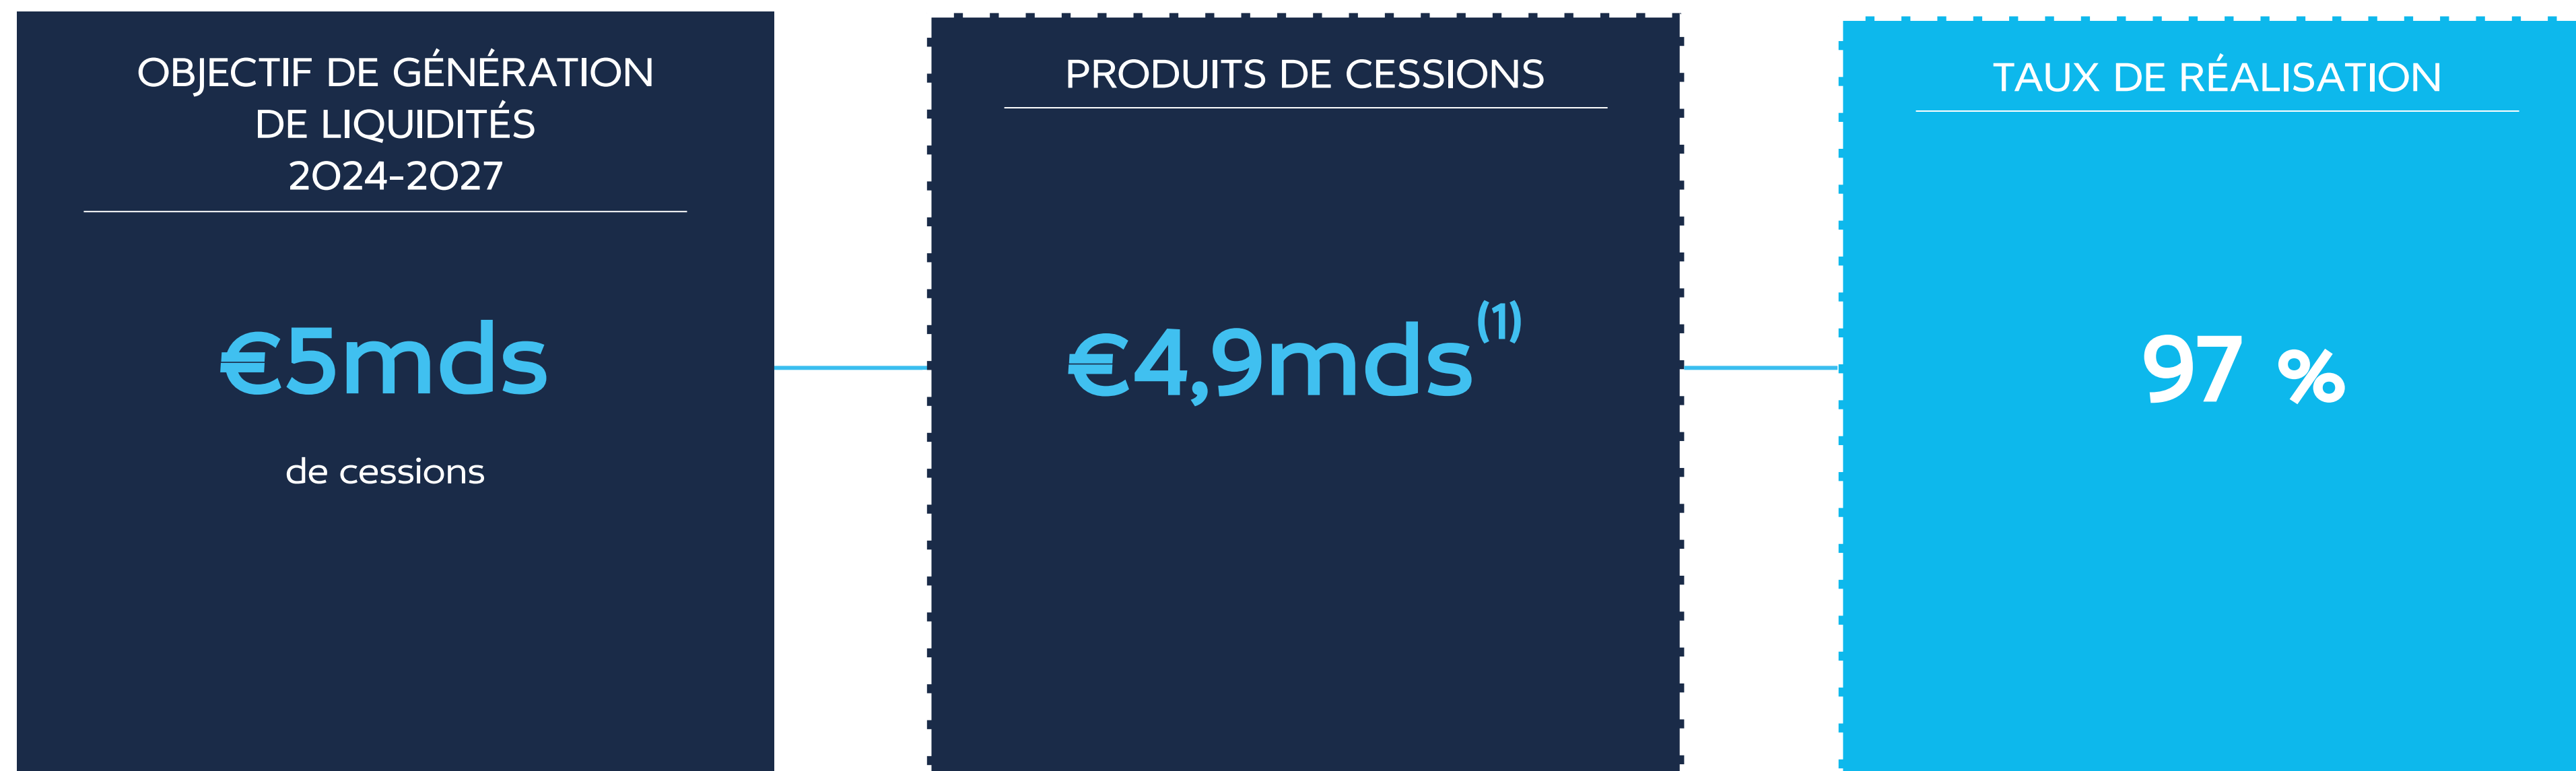 OBJECTIF DE GÉNÉRATION
DE LIQUIDITÉS
2024-2027
€5mds
de cessions
PRODUITS DE CESSIONS
€4,9mds(1)
TAUX DE RÉALISATION
97 %